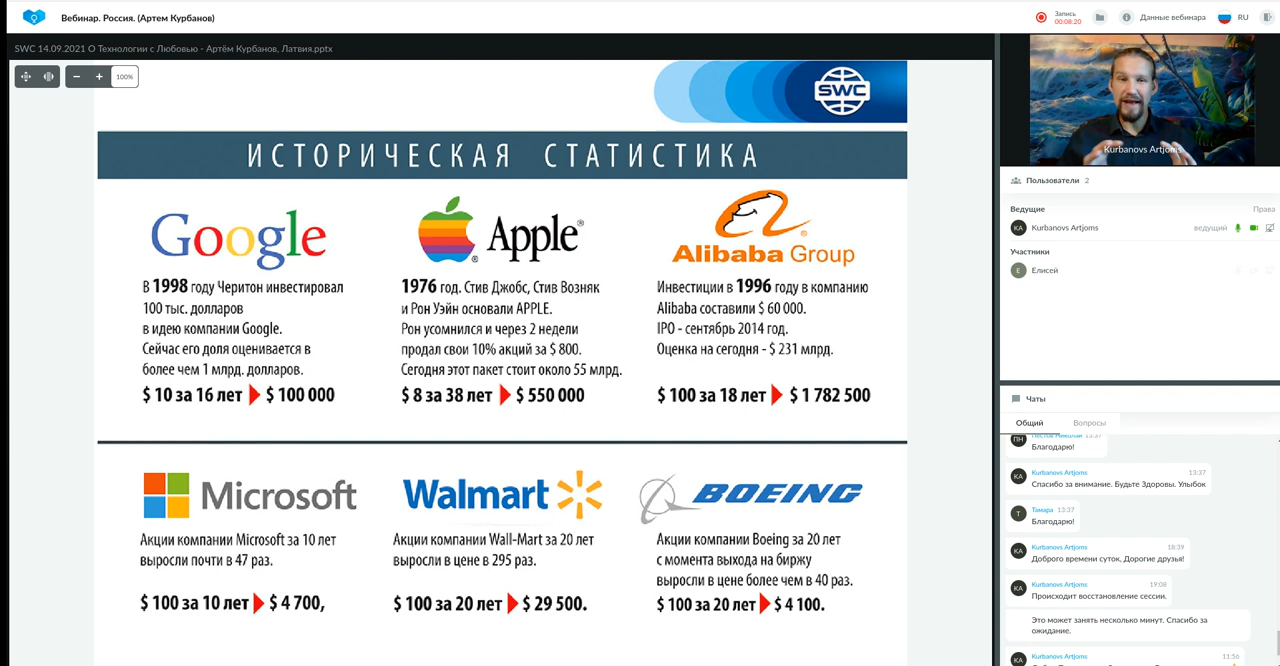 Вебинар. Россия. (Артем Курбанов)
Запись
00:08:20
Данные вебинара
RU
SWC 14.09.2021 О Технологии с Любовью - Артём Курбанов, Латвия.pptx
100%
SWC
ИСТОРИЧЕСКАЯ СТАТИСТИКА
Google
В 1998 году Черитон инвестировал
100 тыс. долларов
в идею компании Google.
Сейчас его доля оценивается в
более чем 1 млрд. долларов.
$ 10 за 16 лет $ 100 000
Apple®
1976 год. Стив Джобс, Стив Возняк
и Рон Уэйн основали APPLE.
Рон усомнился и через 2 недели
продал свои 10% акций за $ 800.
Сегодня этот пакет стоит около 55 млрд.
$ 8 за 38 лет $ 550 000
Alibaba Group
Инвестиции в 1996 году в компанию
Alibaba составили $ 60 000.
IPO - сентябрь 2014 год.
Оценка на сегодня - $ 231 млрд.
$ 100 за 18 лет $ 1 782 500
Microsoft
Акции компании Microsoft за 10 лет
выросли почти в 47 раз.
$ 100 за 10 лет $ 4 700,
Walmart
Акции компании Wall-Mart за 20 лет
выросли в цене в 295 раз.
$ 100 за 20 лет $ 29 500.
BOEING
Акции компании Boeing за 20 лет
с момента выхода на биржу
выросли в цене более чем в 40 раз.
$ 100 за 20 лет $ 4 100.
Kurbanovs Artjoms
Пользователи 2
Ведущие Права
KA Kurbanovs Artjoms ведущий
Участники
Е Елисей
Чаты
Общий Вопросы
ПН Пестов Николай 13:37
Благодарю!
KA Kurbanovs Artjoms 13:37
Спасибо за внимание. Будьте Здоровы. Улыбок
Т Тамара 13:37
Благодарю!
KA Kurbanovs Artjoms 18:39
Доброго времени суток, Дорогие друзья!
KA Kurbanovs Artjoms 19:08
Происходит восстановление сессии.
Это может занять несколько минут. Спасибо за
ожидание.
KA Kurbanovs Artjoms 11:56